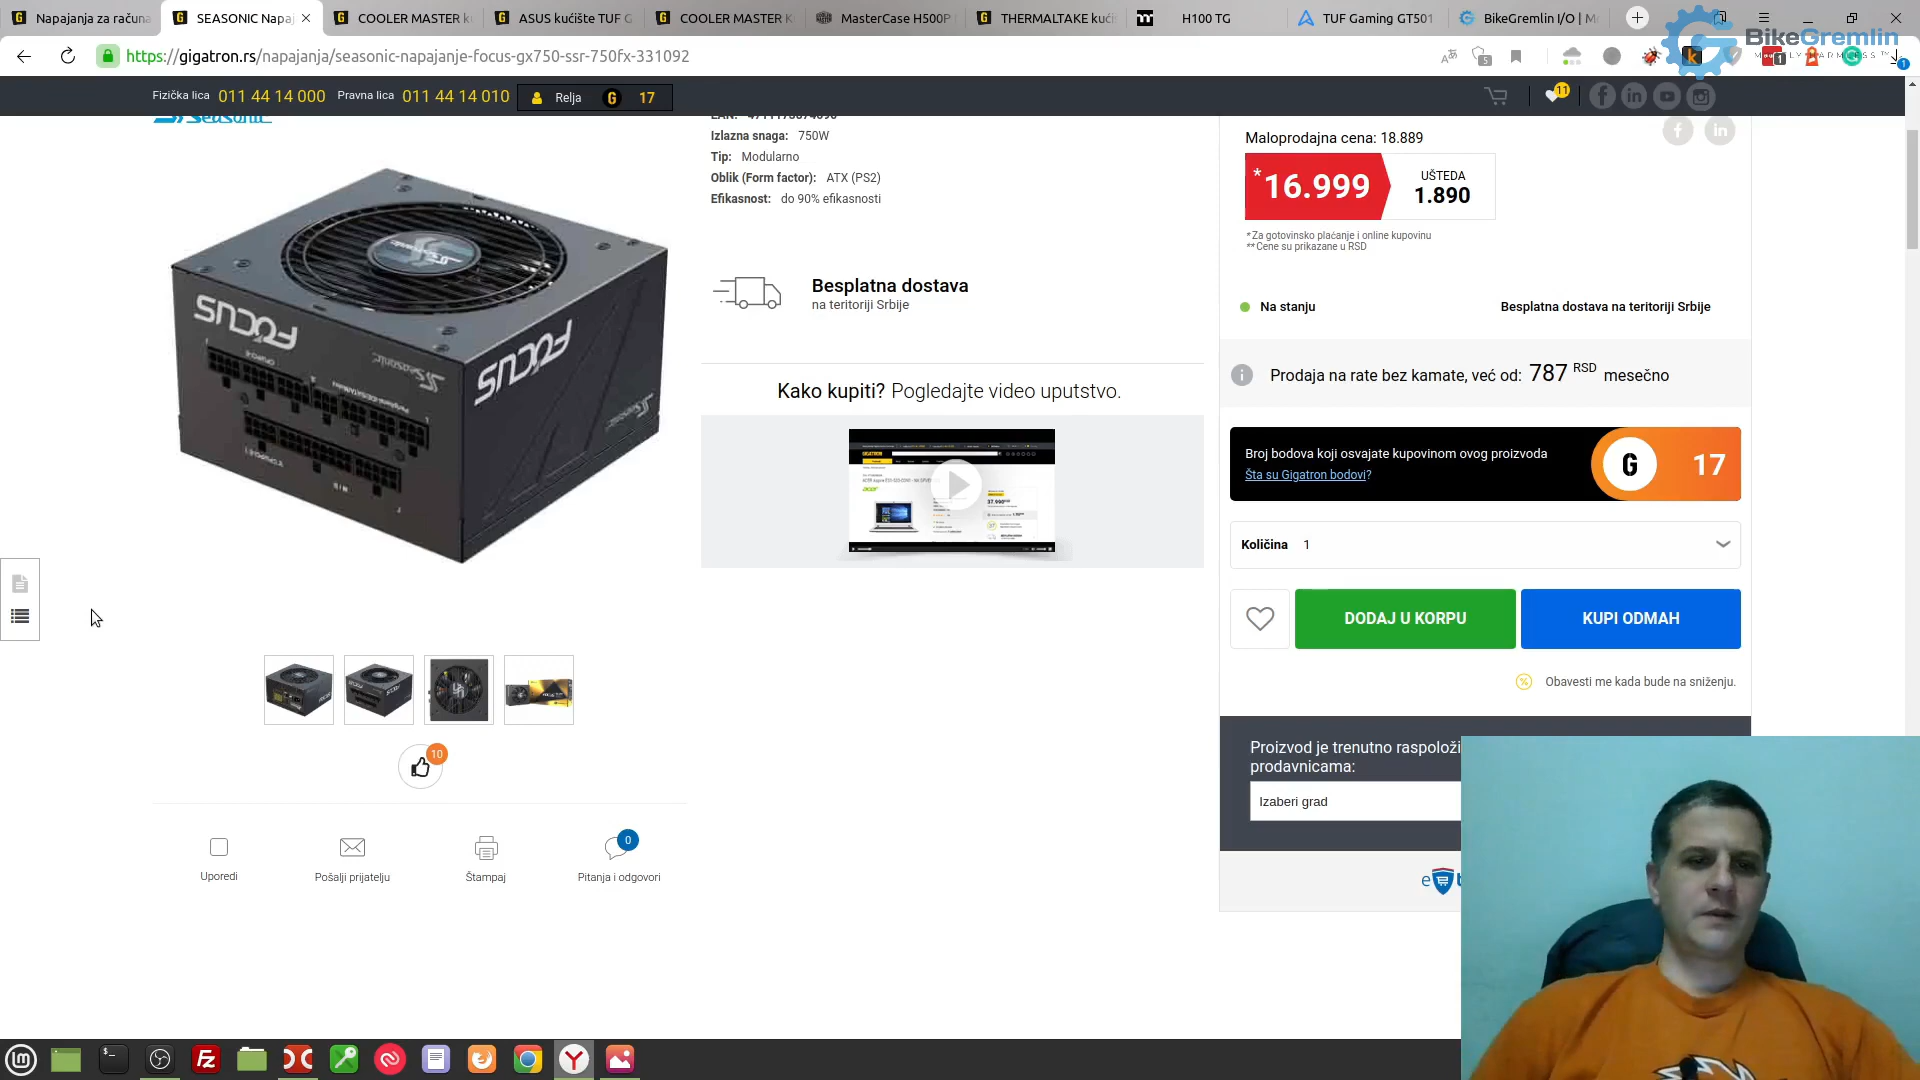 Napajanja za računa
SEASONIC Napaj
COOLER MASTER k
ASUS kućište TUF G
COOLER MASTER K
MasterCase H500P
THERMALTAKE kući
H100 TG
TUF Gaming GT501
BikeGremlin I/O | M
BikeGremlin
https://gigatron.rs/napajanja/seasonic-napajanje-focus-gx750-ssr-750fx-331092
Fizička lica 011 44 14 000 Pravna lica 011 44 14 010 Relja G 17
11
Seasonic
Izlazna snaga: 750W
Tip: Modularno
Oblik (Form factor): ATX (PS2)
Efikasnost: do 90% efikasnosti
FOCUS
FOCUS
Seasonic
Besplatna dostava
na teritoriji Srbije
Kako kupiti? Pogledajte video uputstvo.
Maloprodajna cena: 18.889
*16.999
UŠTEDA
1.890
*Za gotovinsko plaćanje i online kupovinu
**Cene su prikazane u RSD
Na stanju
Besplatna dostava na teritoriji Srbije
Prodaja na rate bez kamate, već od: 787 RSD mesečno
Broj bodova koji osvajate kupovinom ovog proizvoda
Šta su Gigatron bodovi?
G 17
Količina 1
DODAJ U KORPU
KUPI ODMAH
Obavesti me kada bude na sniženju.
Proizvod je trenutno raspoloži
prodavnicama:
Izaberi grad
10
Uporedi
Pošalji prijatelju
Štampaj
0
Pitanja i odgovori